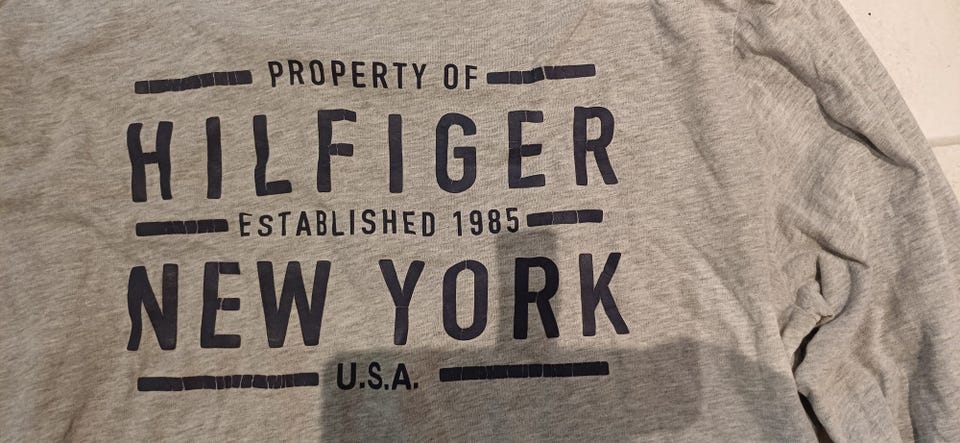 PROPERTY OF
HILFIGER
ESTABLISHED 1985
NEW YORK
U.S.A.